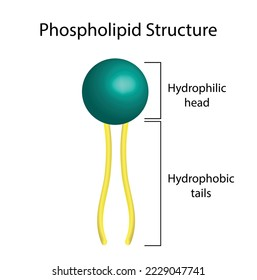 Phospholipid Structure
Hydrophilic
head
Hydrophobic
tails
shutterstock.com · 2229047741